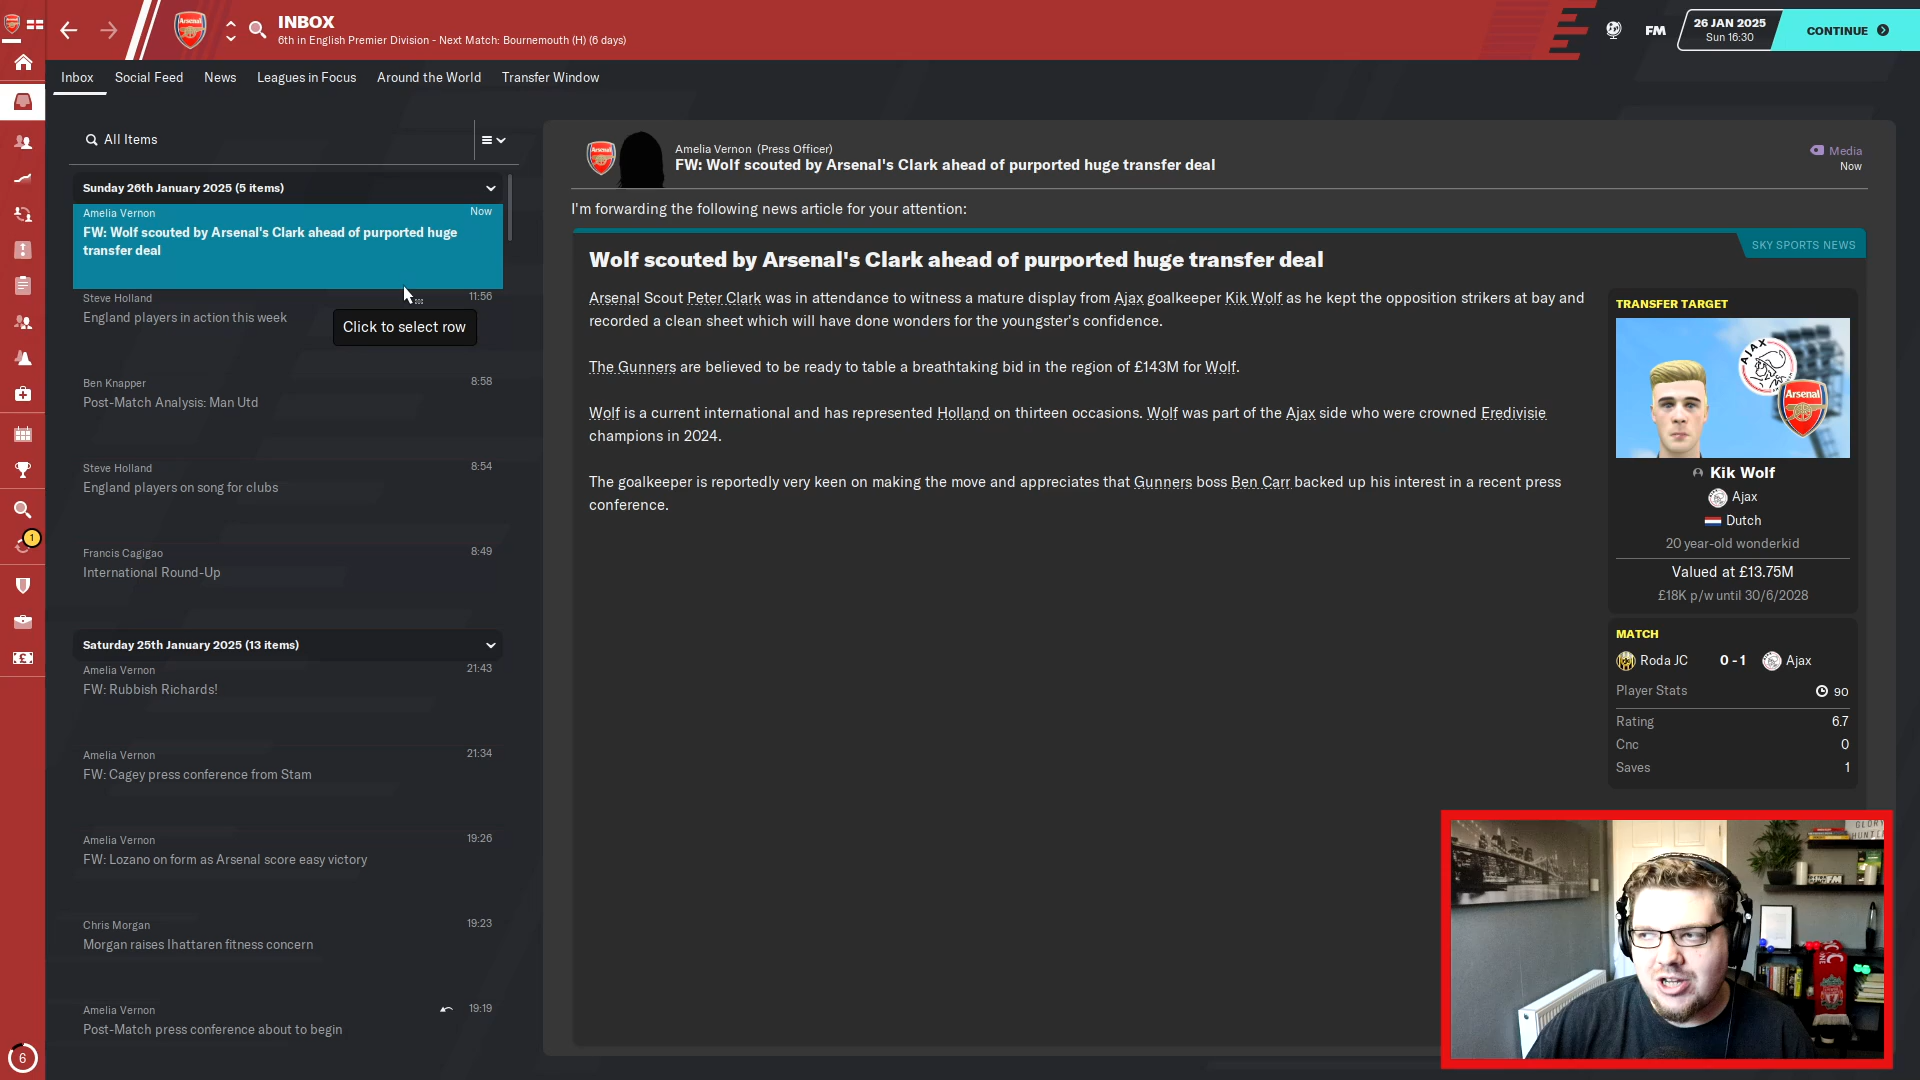 INBOX
6th in English Premier Division - Next Match: Bournemouth (H) (6 days)
FM
26 JAN 2025
Sun 16:30
CONTINUE
Inbox
Social Feed
News
Leagues in Focus
Around the World
Transfer Window
All Items
Sunday 26th January 2025 (5 items)
Amelia Vernon
Now
FW: Wolf scouted by Arsenal's Clark ahead of purported huge
transfer deal
Steve Holland
11:56
England players in action this week
Click to select row
Ben Knapper
8:58
Post-Match Analysis: Man Utd
Steve Holland
8:54
England players on song for clubs
Francis Cagigao
8:49
International Round-Up
1
Saturday 25th January 2025 (13 items)
Amelia Vernon
21:43
FW: Rubbish Richards!
Amelia Vernon
21:34
FW: Cagey press conference from Stam
Amelia Vernon
19:26
FW: Lozano on form as Arsenal score easy victory
Chris Morgan
19:23
Morgan raises Ihattaren fitness concern
Amelia Vernon
19:19
Post-Match press conference about to begin
6
Arsenal
Amelia Vernon (Press Officer)
FW: Wolf scouted by Arsenal's Clark ahead of purported huge transfer deal
Media
Now
I'm forwarding the following news article for your attention:
SKY SPORTS NEWS
Wolf scouted by Arsenal's Clark ahead of purported huge transfer deal
Arsenal Scout Peter Clark was in attendance to witness a mature display from Ajax goalkeeper Kik Wolf as he kept the opposition strikers at bay and
recorded a clean sheet which will have done wonders for the youngster's confidence.
The Gunners are believed to be ready to table a breathtaking bid in the region of £143M for Wolf.
Wolf is a current international and has represented Holland on thirteen occasions. Wolf was part of the Ajax side who were crowned Eredivisie
champions in 2024.
The goalkeeper is reportedly very keen on making the move and appreciates that Gunners boss Ben Carr backed up his interest in a recent press
conference.
TRANSFER TARGET
AJAX
Arsenal
Kik Wolf
Ajax
Dutch
20 year-old wonderkid
Valued at £13.75M
£18K p/w until 30/6/2028
MATCH
Roda JC
0 - 1
Ajax
Player Stats
90
Rating
6.7
Cnc
0
Saves
1